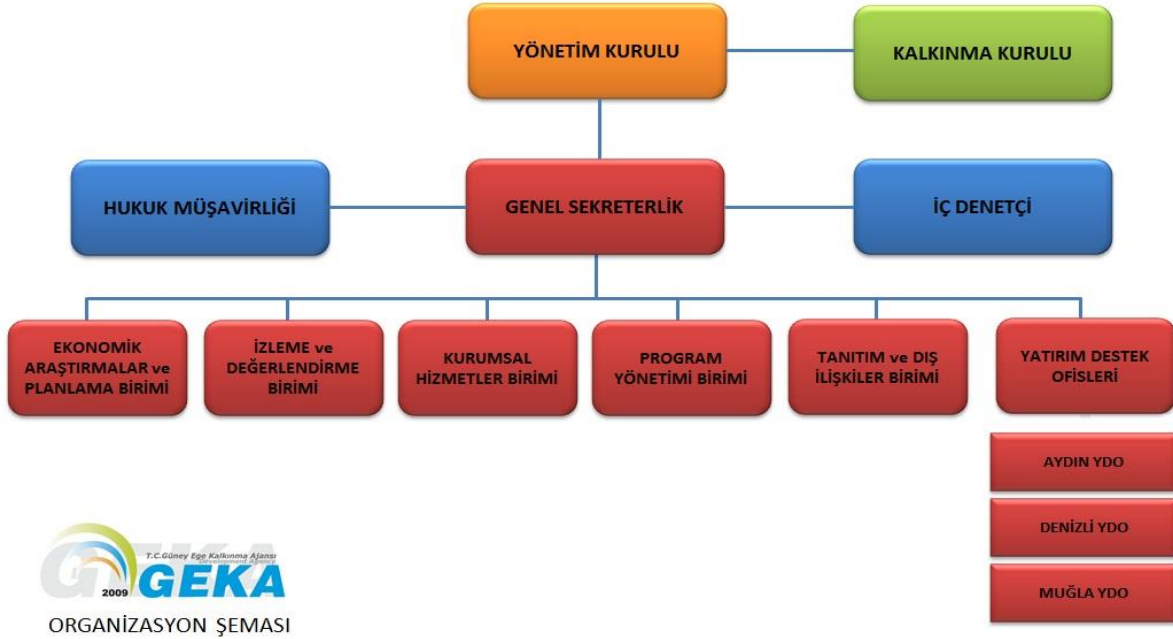 YÖNETİM KURULU
KALKINMA KURULU
HUKUK MÜŞAVİRLİĞİ
GENEL SEKRETERLİK
İÇ DENETÇİ
EKONOMİK
ARAŞTIRMALAR ve
PLANLAMA BİRİMİ
İZLEME ve
DEĞERLENDİRME
BİRİMİ
KURUMSAL
HİZMETLER BİRİMİ
PROGRAM
YÖNETİMİ BİRİMİ
TANITIM ve DIŞ
İLİŞKİLER BİRİMİ
YATIRIM DESTEK
OFİSLERİ
AYDIN YDO
DENİZLİ YDO
MUĞLA YDO
T.C.Güney Ege Kalkınma Ajansı
Development Agency
2009 GEKA
ORGANİZASYON ŞEMASI